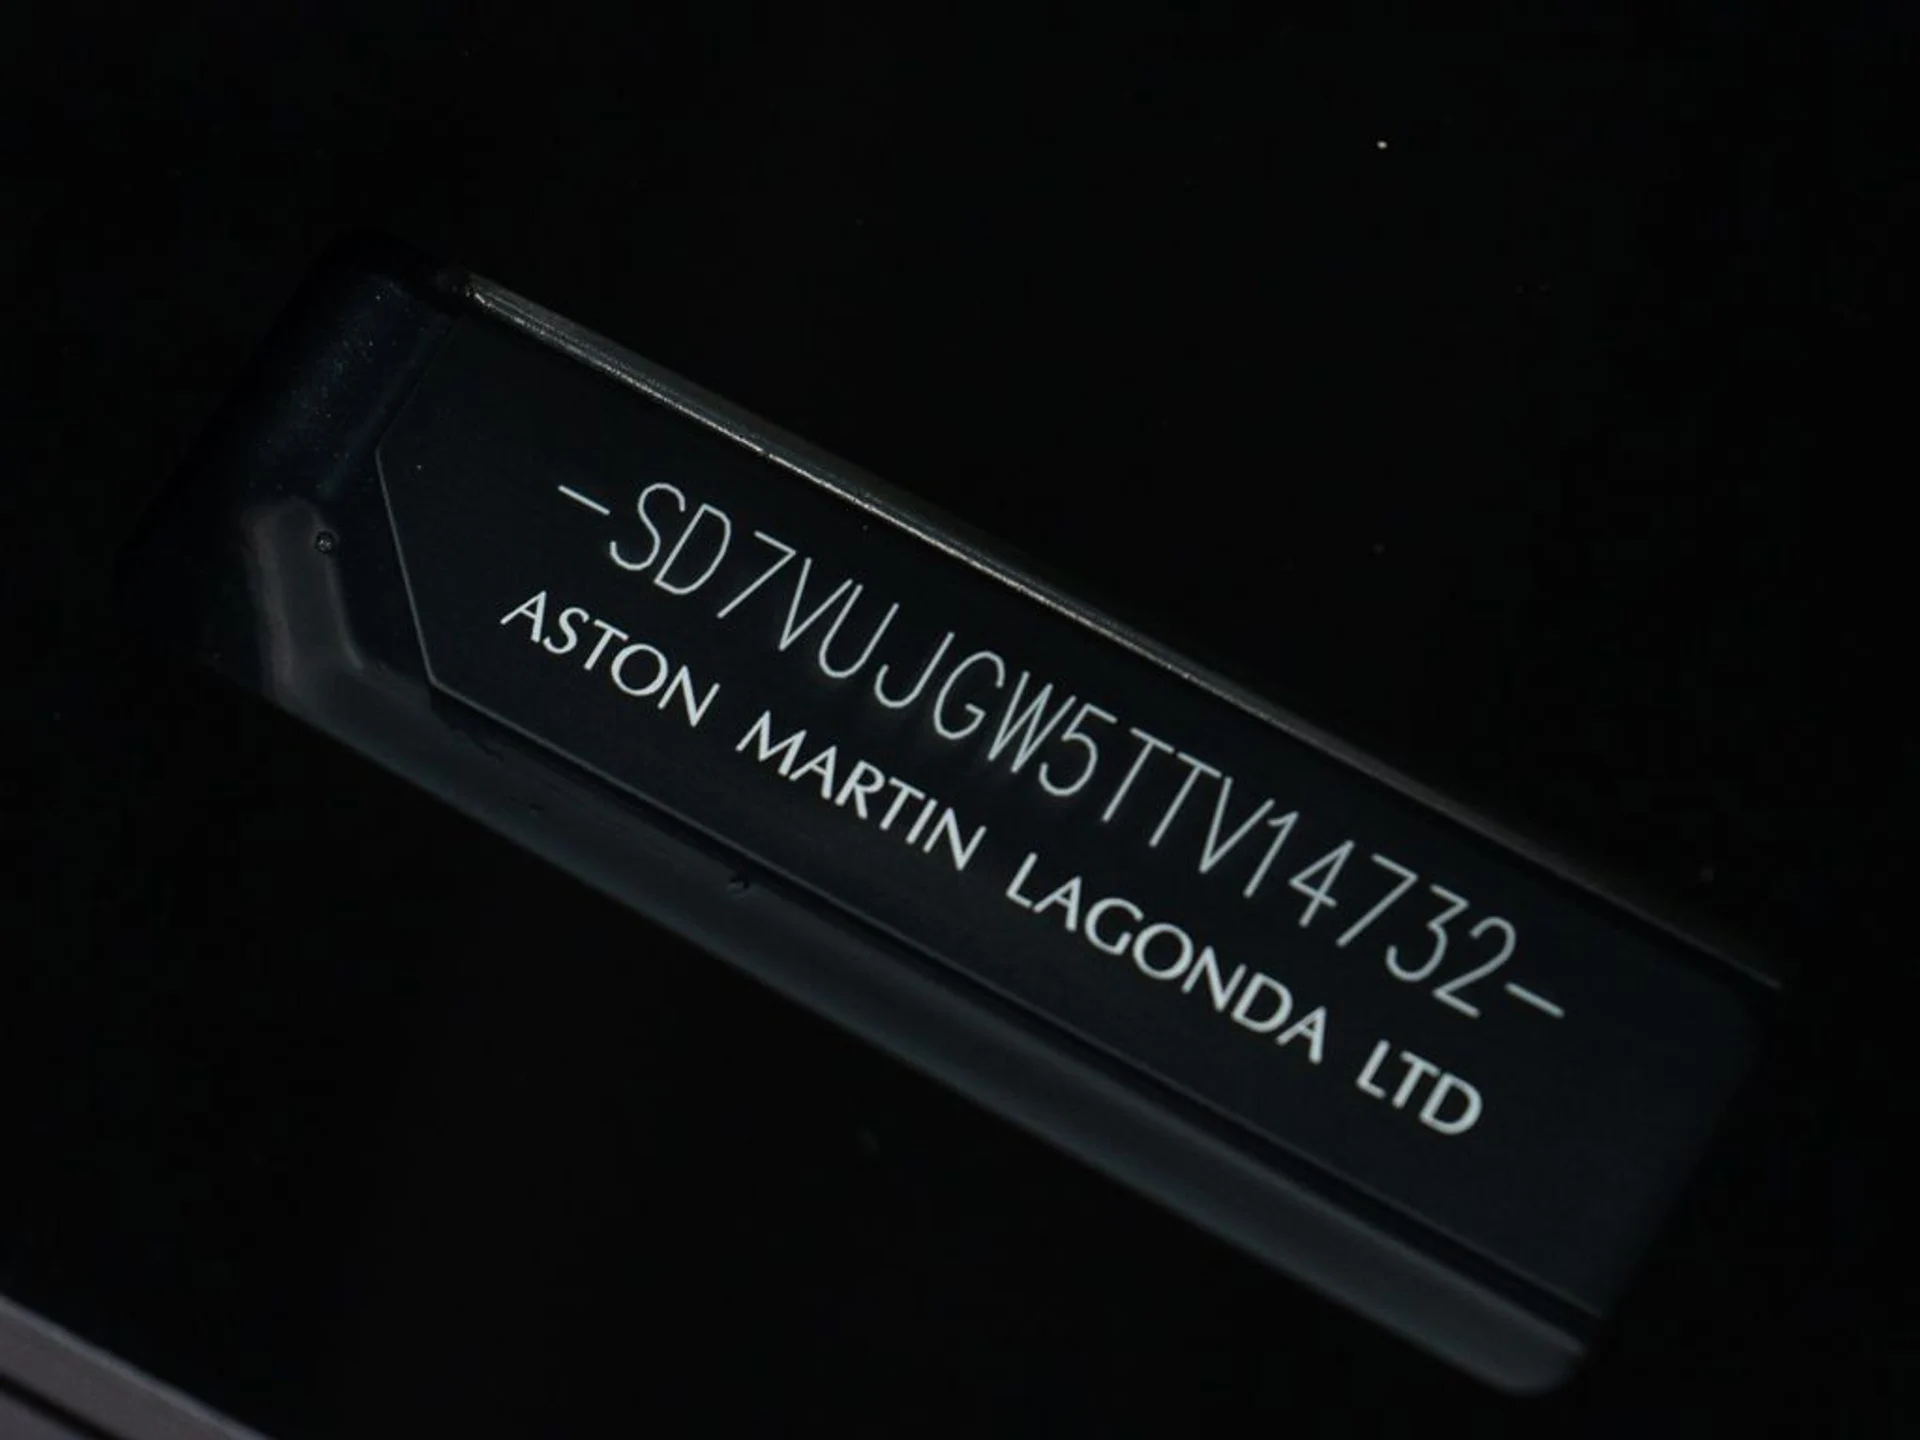 -SD7VUJGW5TTV14732-
ASTON MARTIN LAGONDA LTD